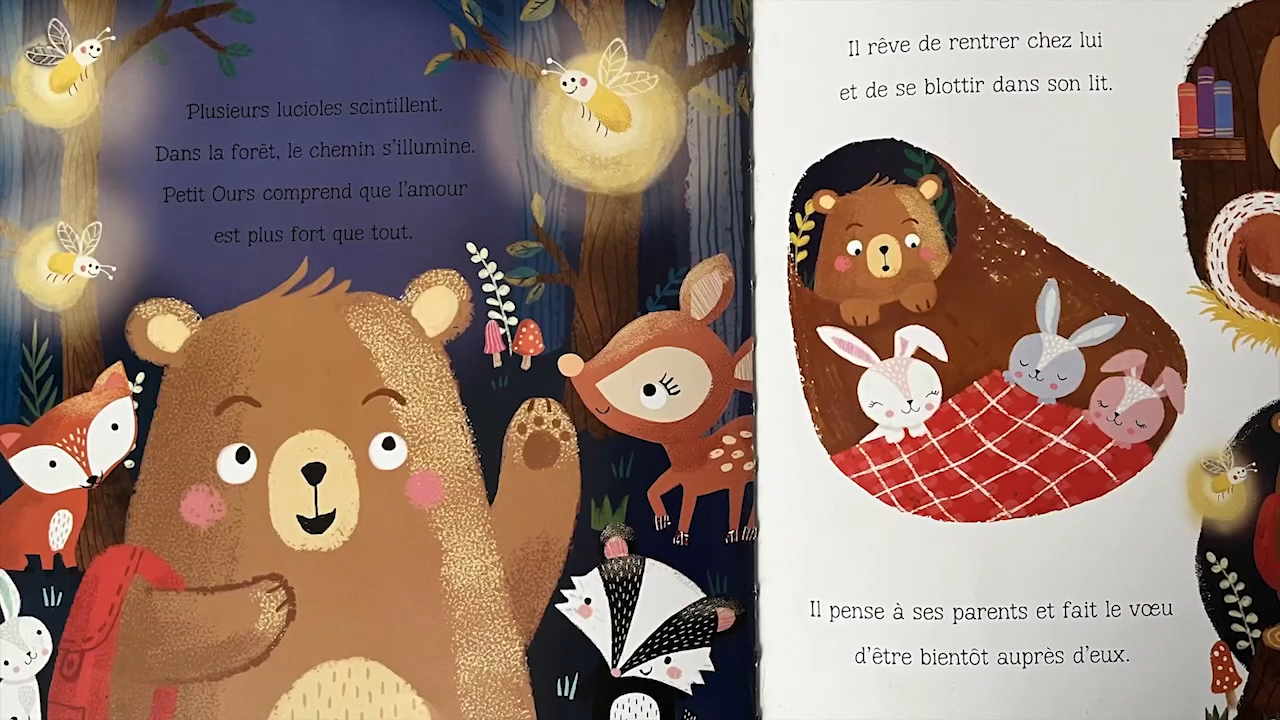 Plusieurs lucioles scintillent.
Dans la forêt, le chemin s'illumine.
Petit Ours comprend que l'amour
est plus fort que tout.
Il rêve de rentrer chez lui
et de se blottir dans son lit.
Il pense à ses parents et fait le vœu
d'être bientôt auprès d'eux.